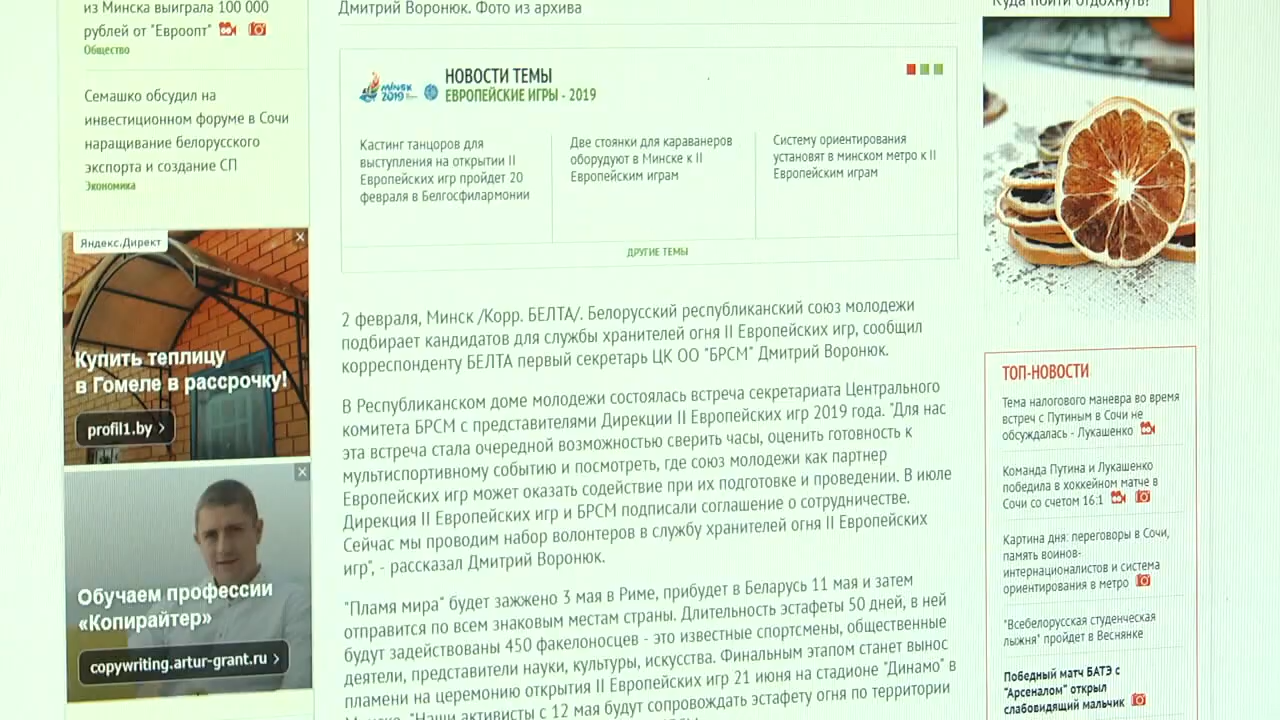 из Минска выиграла 100 000
рублей от "Евроопт"
Общество
Семашко обсудил на
инвестиционном форуме в Сочи
наращивание белорусского
экспорта и создание СП
Экономика
Яндекс.Директ
Купить теплицу
в Гомеле в рассрочку!
profil1.by >
Обучаем профессии
«Копирайтер»
copywriting.artur-grant.ru >
Дмитрий Воронюк. Фото из архива
MINSK
2019
НОВОСТИ ТЕМЫ
ЕВРОПЕЙСКИЕ ИГРЫ - 2019
Кастинг танцоров для
выступления на открытии II
Европейских игр пройдет 20
февраля в Белгосфилармонии
Две стоянки для караванеров
оборудуют в Минске к II
Европейским играм
Систему ориентирования
установят в минском метро к II
Европейским играм
ДРУГИЕ ТЕМЫ
2 февраля, Минск /Корр. БЕЛТА/. Белорусский республиканский союз молодежи
подбирает кандидатов для службы хранителей огня II Европейских игр, сообщил
корреспонденту БЕЛТА первый секретарь ЦК ОО "БРСМ" Дмитрий Воронюк.
В Республиканском доме молодежи состоялась встреча секретариата Центрального
комитета БРСМ с представителями Дирекции II Европейских игр 2019 года. "Для нас
эта встреча стала очередной возможностью сверить часы, оценить готовность к
мультиспортивному событию и посмотреть, где союз молодежи как партнер
Европейских игр может оказать содействие при их подготовке и проведении. В июле
Дирекция II Европейских игр и БРСМ подписали соглашение о сотрудничестве.
Сейчас мы проводим набор волонтеров в службу хранителей огня II Европейских
игр", - рассказал Дмитрий Воронюк.
"Пламя мира" будет зажжено 3 мая в Риме, прибудет в Беларусь 11 мая и затем
отправится по всем знаковым местам страны. Длительность эстафеты 50 дней, в ней
будут задействованы 450 факелоносцев - это известные спортсмены, общественные
деятели, представители науки, культуры, искусства. Финальным этапом станет вынос
пламени на церемонию открытия II Европейских игр 21 июня на стадионе "Динамо" в
Минске. "Наши активисты с 12 мая будут сопровождать эстафету огня по территории
Куда пойти отдохнуть?
ТОП-НОВОСТИ
Тема налогового маневра во время
встреч с Путиным в Сочи не
обсуждалась - Лукашенко
Команда Путина и Лукашенко
победила в хоккейном матче в
Сочи со счетом 16:1
Картина дня: переговоры в Сочи,
память воинов-
интернационалистов и система
ориентирования в метро
"Всебелорусская студенческая
лыжня" пройдет в Веснянке
Победный матч БАТЭ с
"Арсеналом" открыл
слабовидящий мальчик